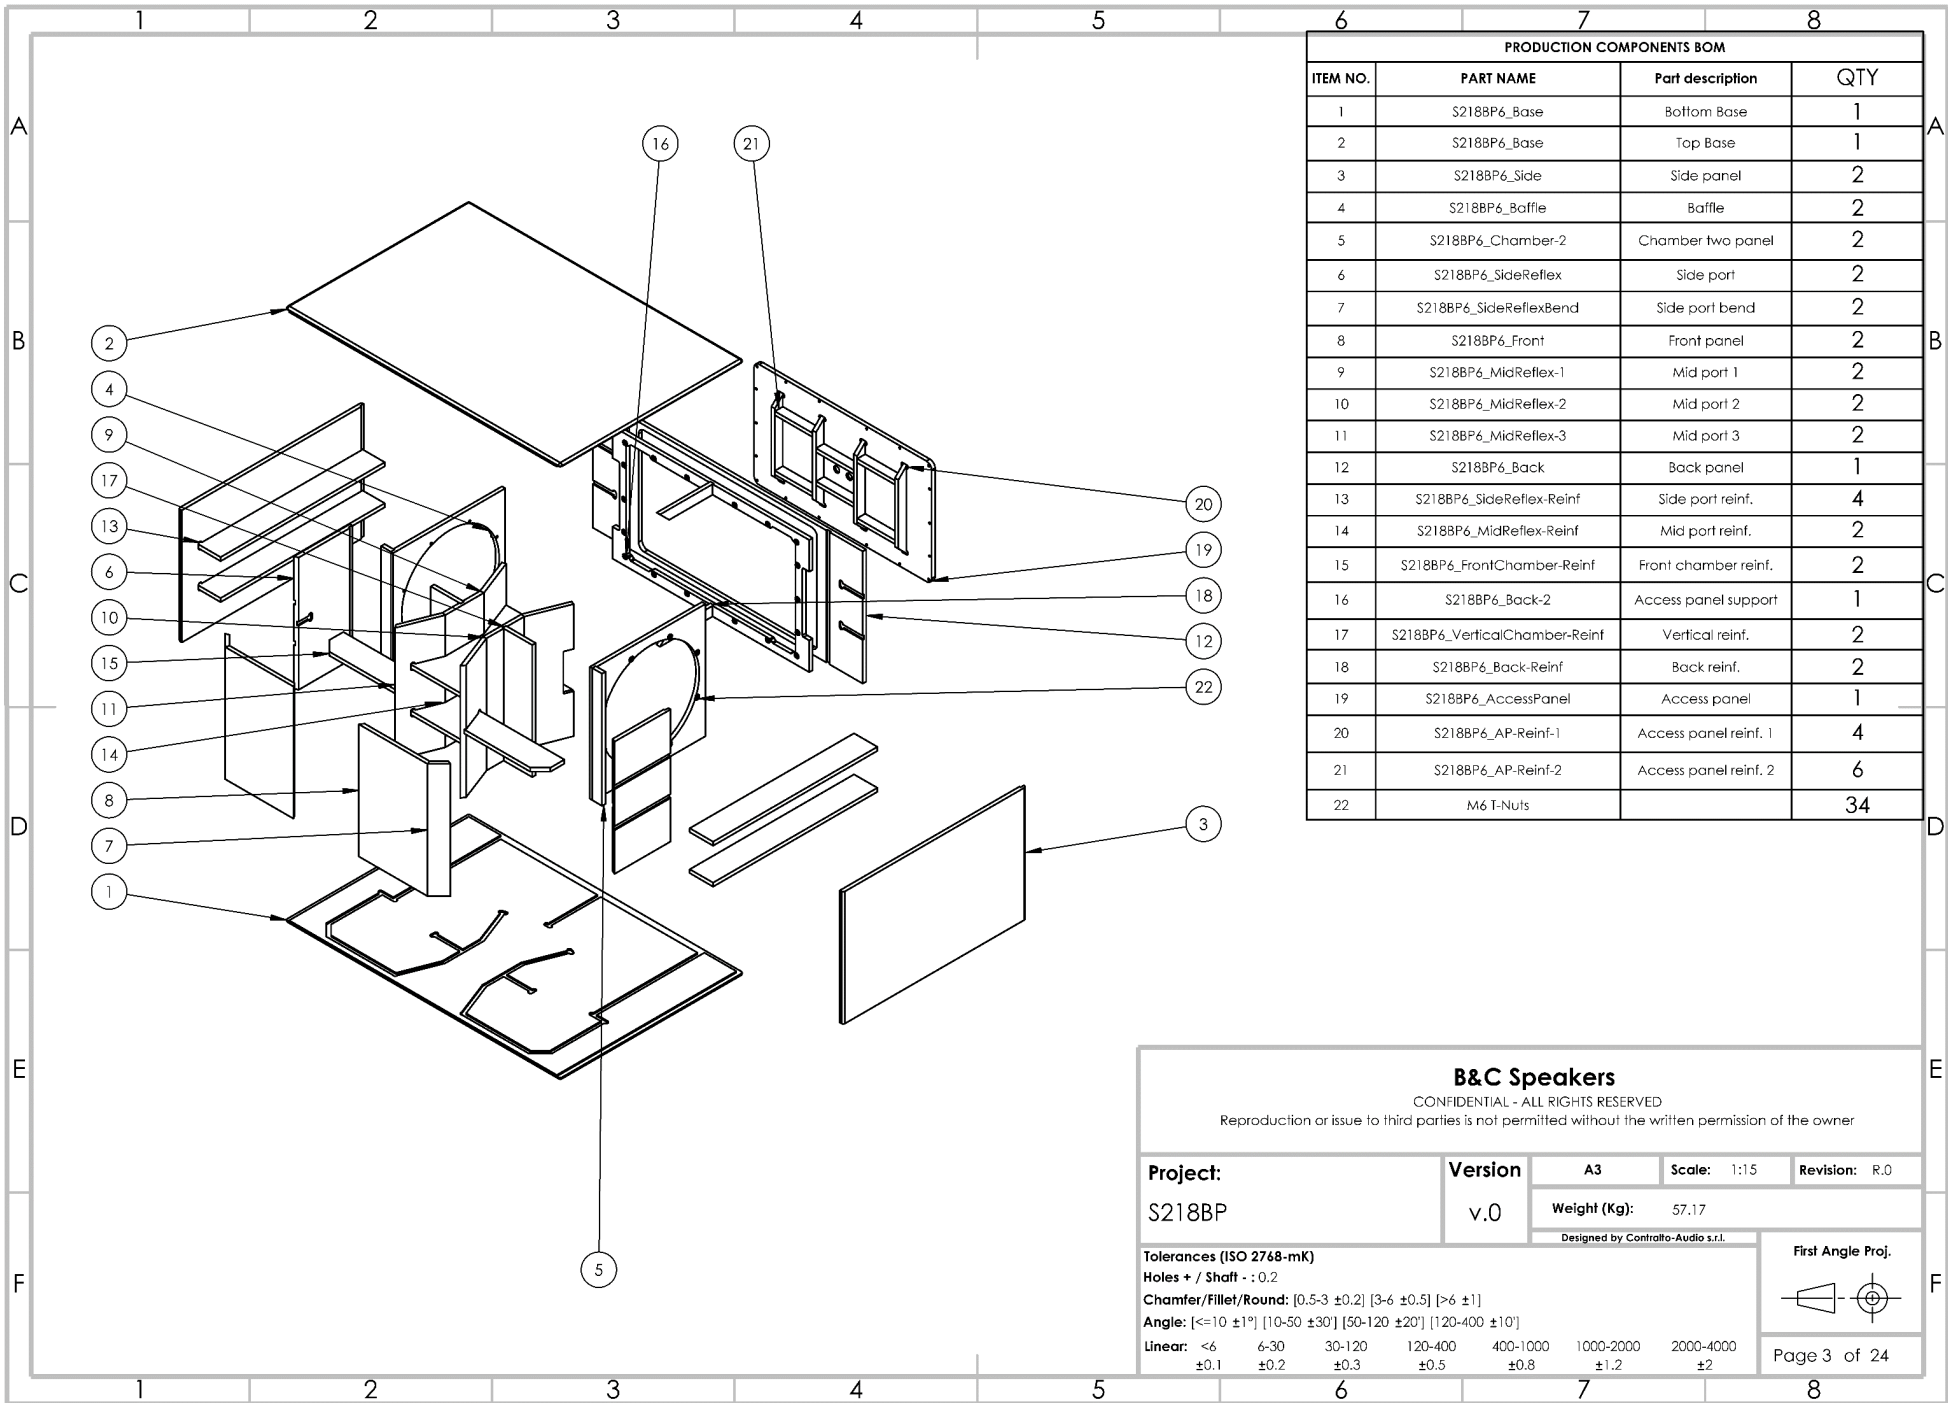 1 2 3 4 5 6 7 8
PRODUCTION COMPONENTS BOM
ITEM NO. PART NAME Part description QTY
1 S218BP6_Base Bottom Base 1
2 S218BP6_Base Top Base 1
3 S218BP6_Side Side panel 2
4 S218BP6_Baffle Baffle 2
5 S218BP6_Chamber-2 Chamber two panel 2
6 S218BP6_SideReflex Side port 2
7 S218BP6_SideReflexBend Side port bend 2
8 S218BP6_Front Front panel 2
9 S218BP6_MidReflex-1 Mid port 1 2
10 S218BP6_MidReflex-2 Mid port 2 2
11 S218BP6_MidReflex-3 Mid port 3 2
12 S218BP6_Back Back panel 1
13 S218BP6_SideReflex-Reinf Side port reinf. 4
14 S218BP6_MidReflex-Reinf Mid port reinf. 2
15 S218BP6_FrontChamber-Reinf Front chamber reinf. 2
16 S218BP6_Back-2 Access panel support 1
17 S218BP6_VerticalChamber-Reinf Vertical reinf. 2
18 S218BP6_Back-Reinf Back reinf. 2
19 S218BP6_AccessPanel Access panel 1
20 S218BP6_AP-Reinf-1 Access panel reinf. 1 4
21 S218BP6_AP-Reinf-2 Access panel reinf. 2 6
22 M6 T-Nuts 34
A
B
C
D
E
F
A
B
C
D
E
F
16 21
2
4
9
17
13
6
10
15
11
14
8
7
1
20
19
18
12
22
3
5
B&C Speakers
CONFIDENTIAL - ALL RIGHTS RESERVED
Reproduction or issue to third parties is not permitted without the written permission of the owner
Project:
S218BP
Version
v.0
A3 Scale: 1:15 Revision: R.0
Weight (Kg): 57.17
Designed by Contralto-Audio s.r.l.
Tolerances (ISO 2768-mK)
Holes + / Shaft - : 0.2
Chamfer/Fillet/Round: [0.5-3 ±0.2] [3-6 ±0.5] [>6 ±1]
Angle: [<=10 ±1°] [10-50 ±30'] [50-120 ±20'] [120-400 ±10']
Linear: <6 6-30 30-120 120-400 400-1000 1000-2000 2000-4000
±0.1 ±0.2 ±0.3 ±0.5 ±0.8 ±1.2 ±2
First Angle Proj.
Page 3 of 24
1 2 3 4 5 6 7 8